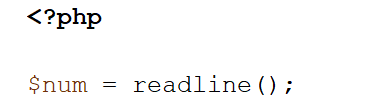 <?php
$num = readline();